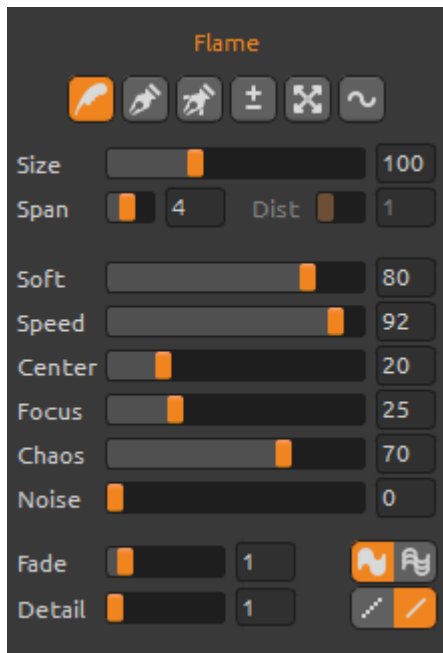 Flame
±
Size 100
Span 4 Dist 1
Soft 80
Speed 92
Center 20
Focus 25
Chaos 70
Noise 0
Fade 1
Detail 1